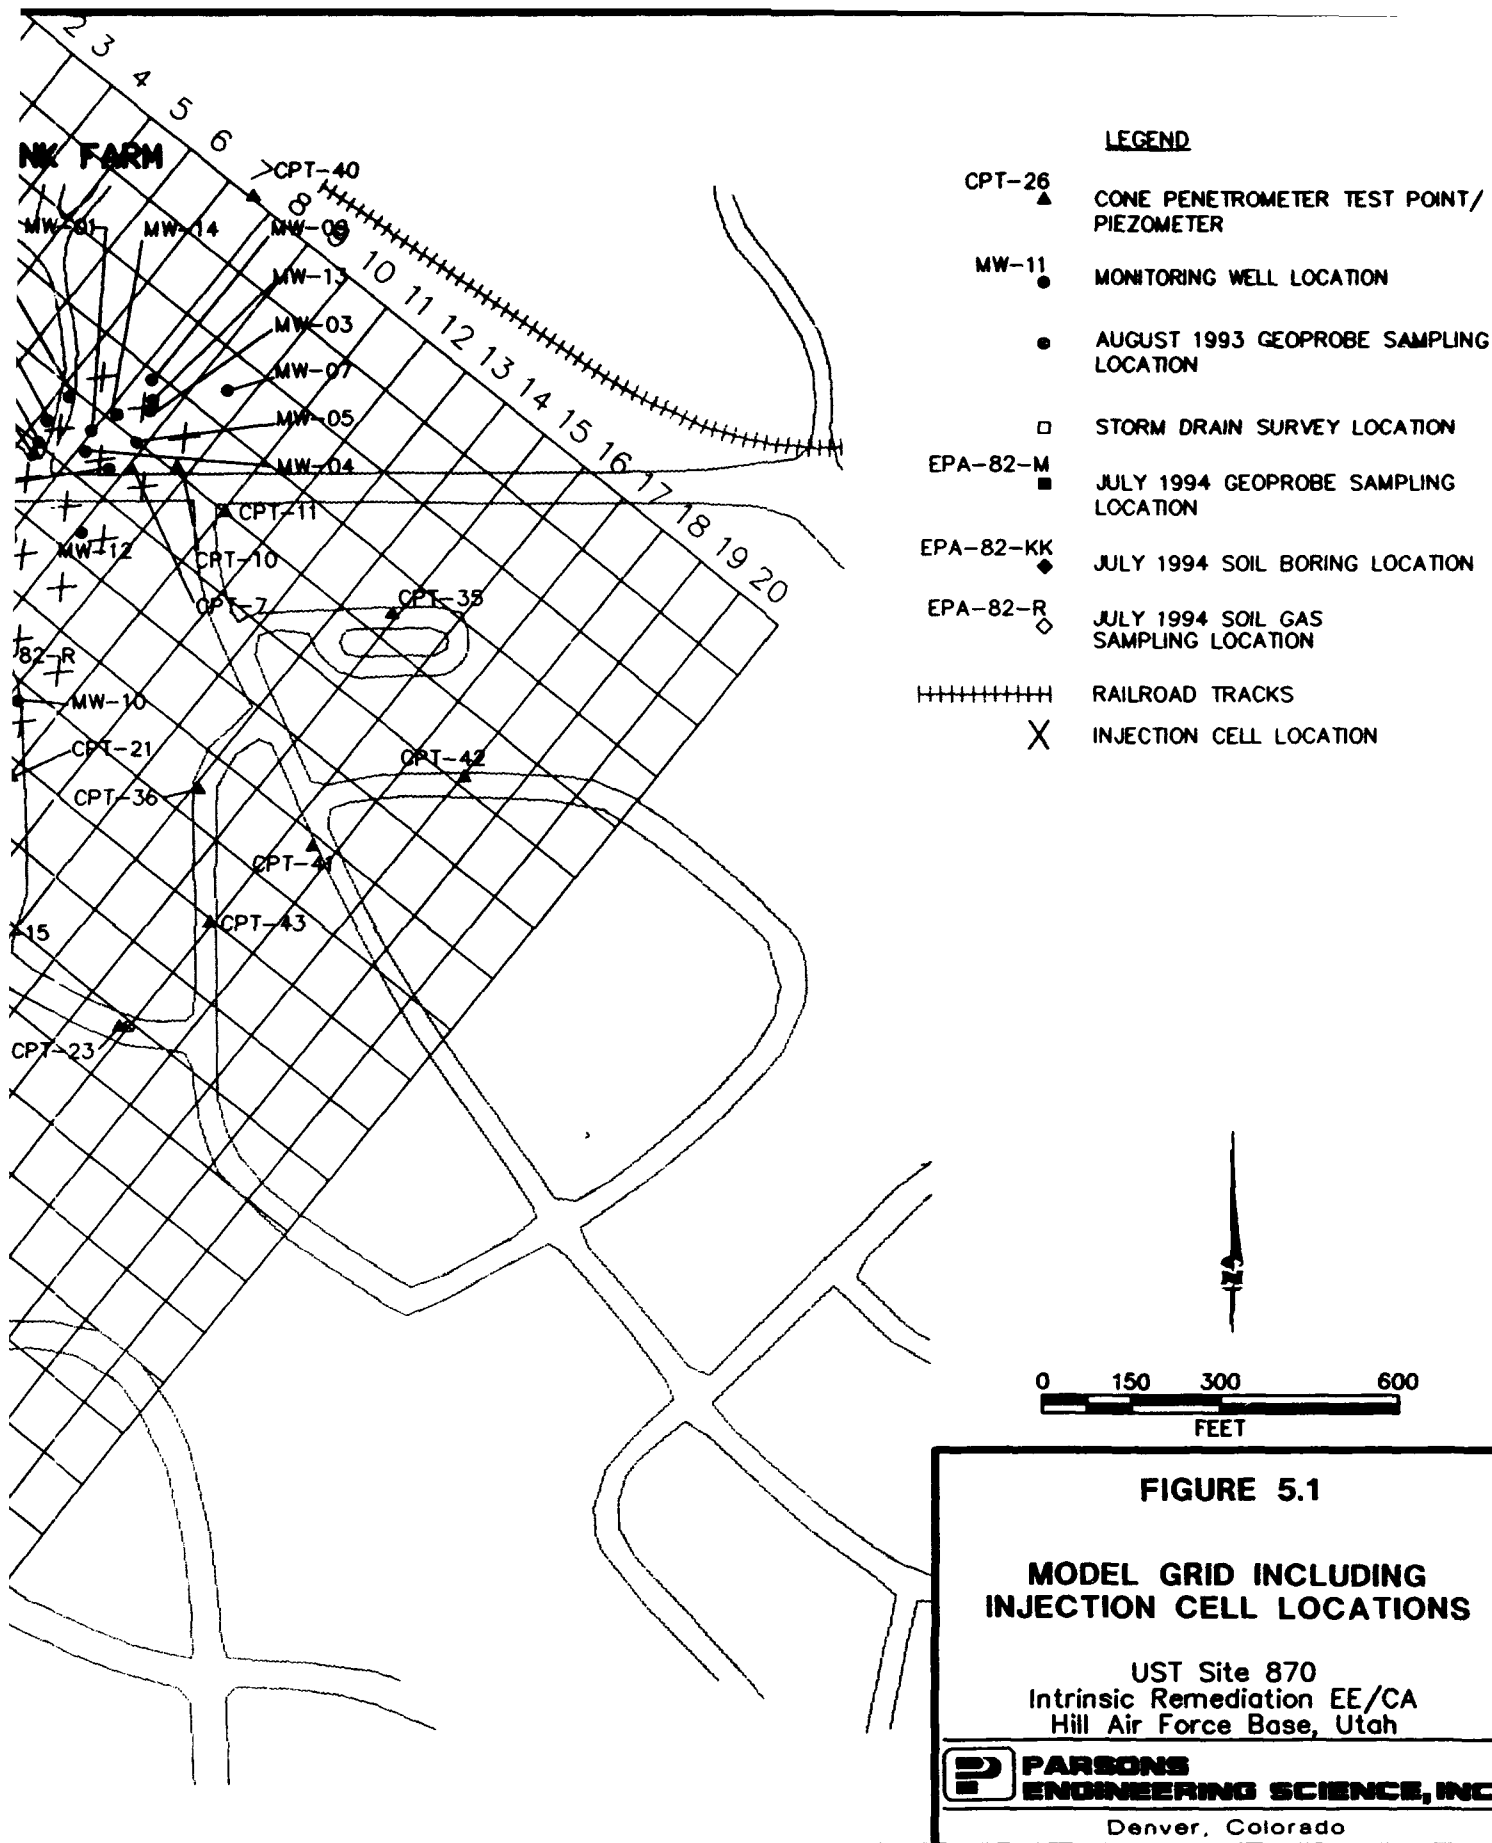 2
3
4
5
6
7
8
9
10
11
12
13
14
15
16
17
18
19
20
NK FARM
CPT-40
MW-01
MW-14
MW-13
MW-03
MW-07
MW-05
MW-04
CPT-11
MW-12
CPT-10
CPT-7
CPT-35
82-R
MW-10
CPT-21
CPT-36
CPT-42
CPT-41
CPT-43
15
CPT-23
LEGEND
CPT-26
CONE PENETROMETER TEST POINT/
PIEZOMETER
MW-11
MONITORING WELL LOCATION
AUGUST 1993 GEOPROBE SAMPLING
LOCATION
STORM DRAIN SURVEY LOCATION
EPA-82-M
JULY 1994 GEOPROBE SAMPLING
LOCATION
EPA-82-KK
JULY 1994 SOIL BORING LOCATION
EPA-82-R
JULY 1994 SOIL GAS
SAMPLING LOCATION
RAILROAD TRACKS
INJECTION CELL LOCATION
0 150 300 600
FEET
FIGURE 5.1
MODEL GRID INCLUDING
INJECTION CELL LOCATIONS
UST Site 870
Intrinsic Remediation EE/CA
Hill Air Force Base, Utah
PARSONS
ENGINEERING SCIENCE, INC
Denver, Colorado